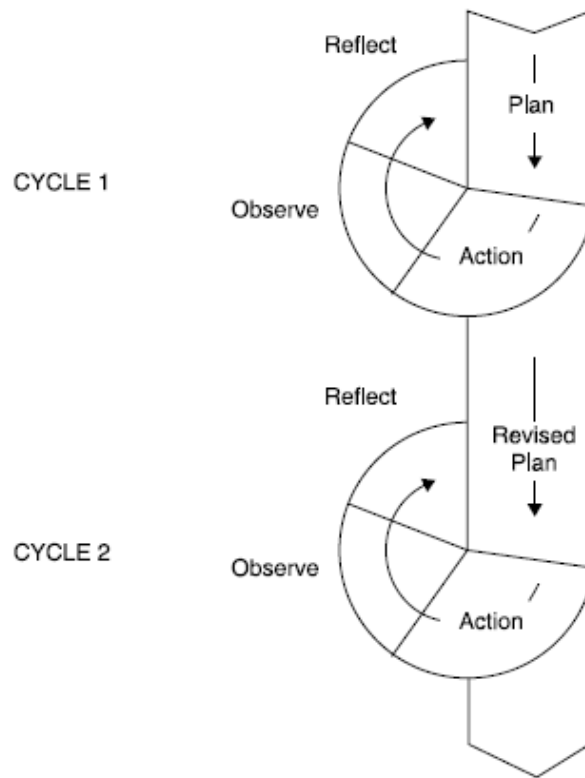 Reflect
Plan
CYCLE 1
Observe
Action
Reflect
Revised
Plan
CYCLE 2
Observe
Action